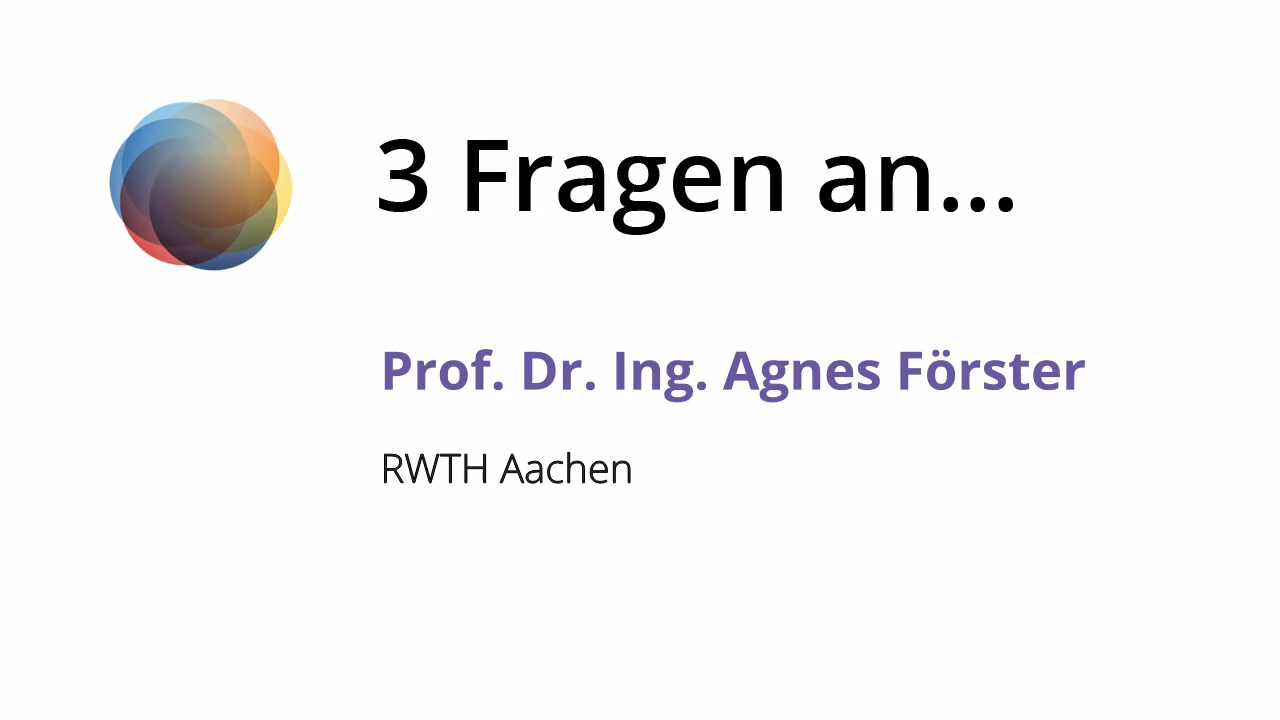 3 Fragen an...
Prof. Dr. Ing. Agnes Förster
RWTH Aachen